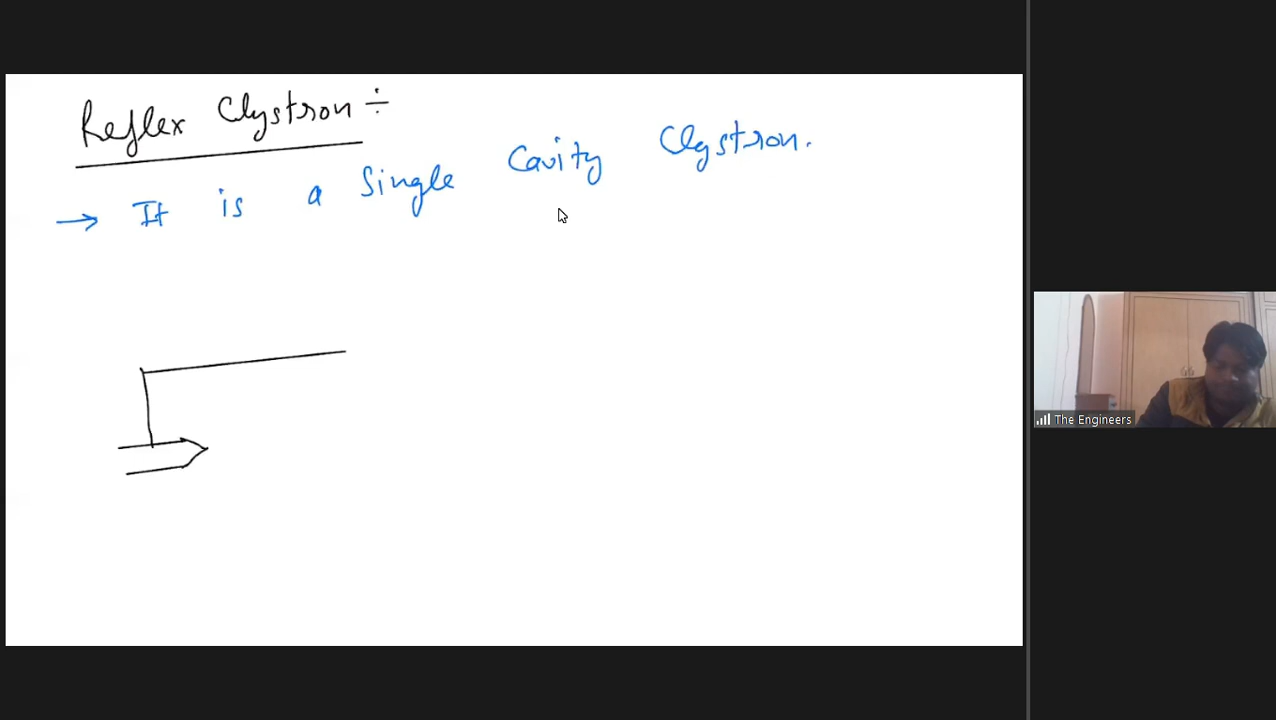 Reflex Clystron ÷
→ It is a Single Cavity Clystron.
The Engineers